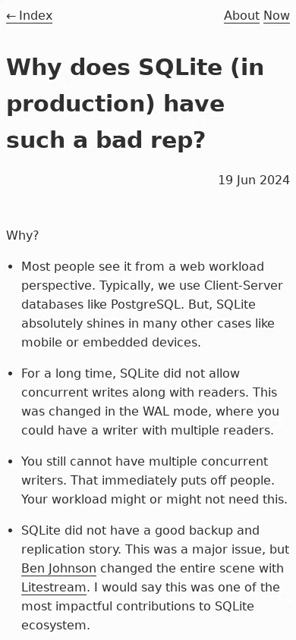 ← Index About Now
Why does SQLite (in
production) have
such a bad rep?
19 Jun 2024
Why?
• Most people see it from a web workload
perspective. Typically, we use Client-Server
databases like PostgreSQL. But, SQLite
absolutely shines in many other cases like
mobile or embedded devices.
• For a long time, SQLite did not allow
concurrent writes along with readers. This
was changed in the WAL mode, where you
could have a writer with multiple readers.
• You still cannot have multiple concurrent
writers. That immediately puts off people.
Your workload might or might not need this.
• SQLite did not have a good backup and
replication story. This was a major issue, but
Ben Johnson changed the entire scene with
Litestream. I would say this was one of the
most impactful contributions to SQLite
ecosystem.